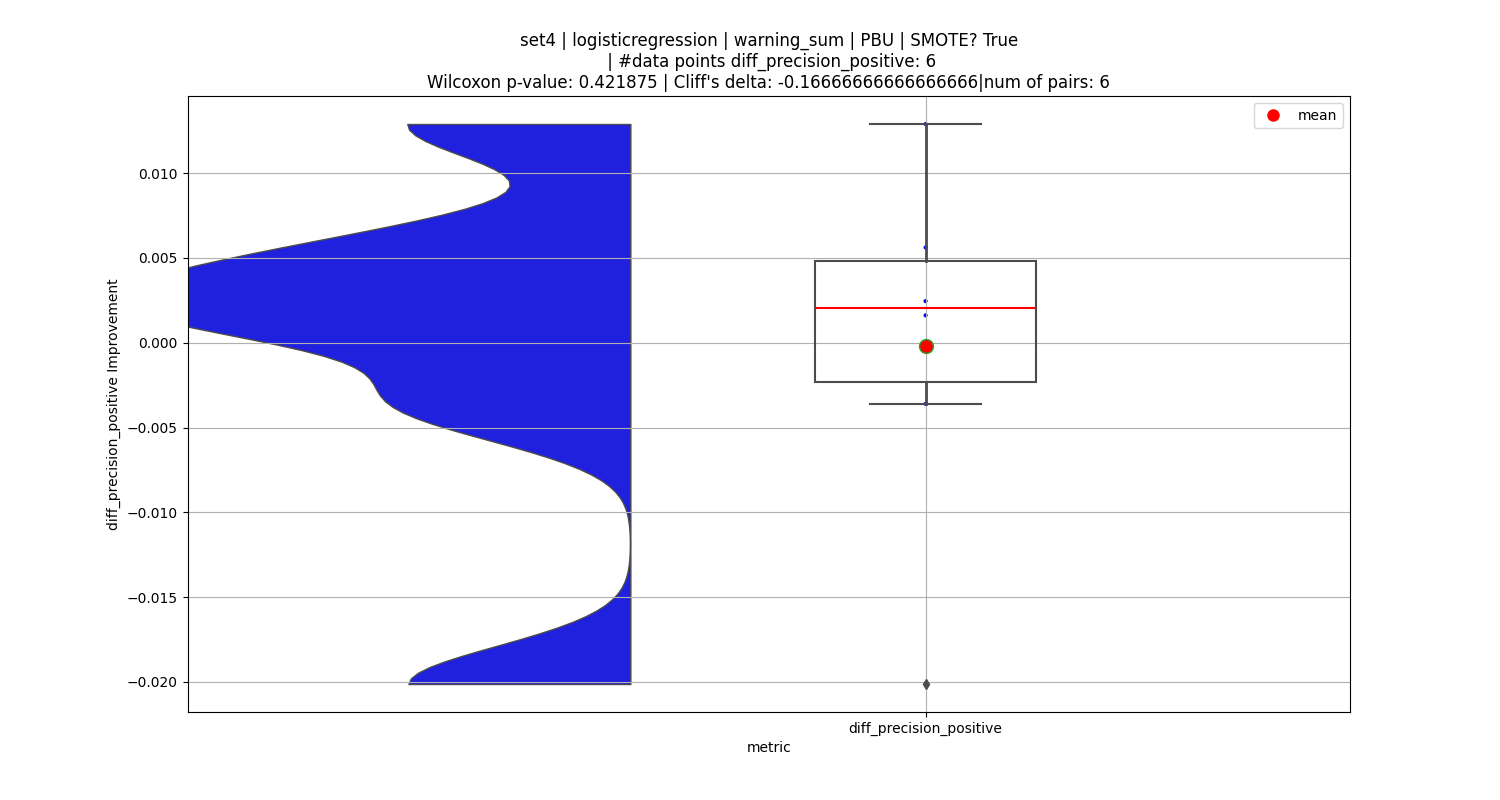 set4 | logisticregression | warning_sum | PBU | SMOTE? True
| #data points diff_precision_positive: 6
Wilcoxon p-value: 0.421875 | Cliff's delta: -0.16666666666666666|num of pairs: 6
mean
0.010
0.005
0.000
−0.005
−0.010
−0.015
−0.020
diff_precision_positive Improvement
diff_precision_positive
metric